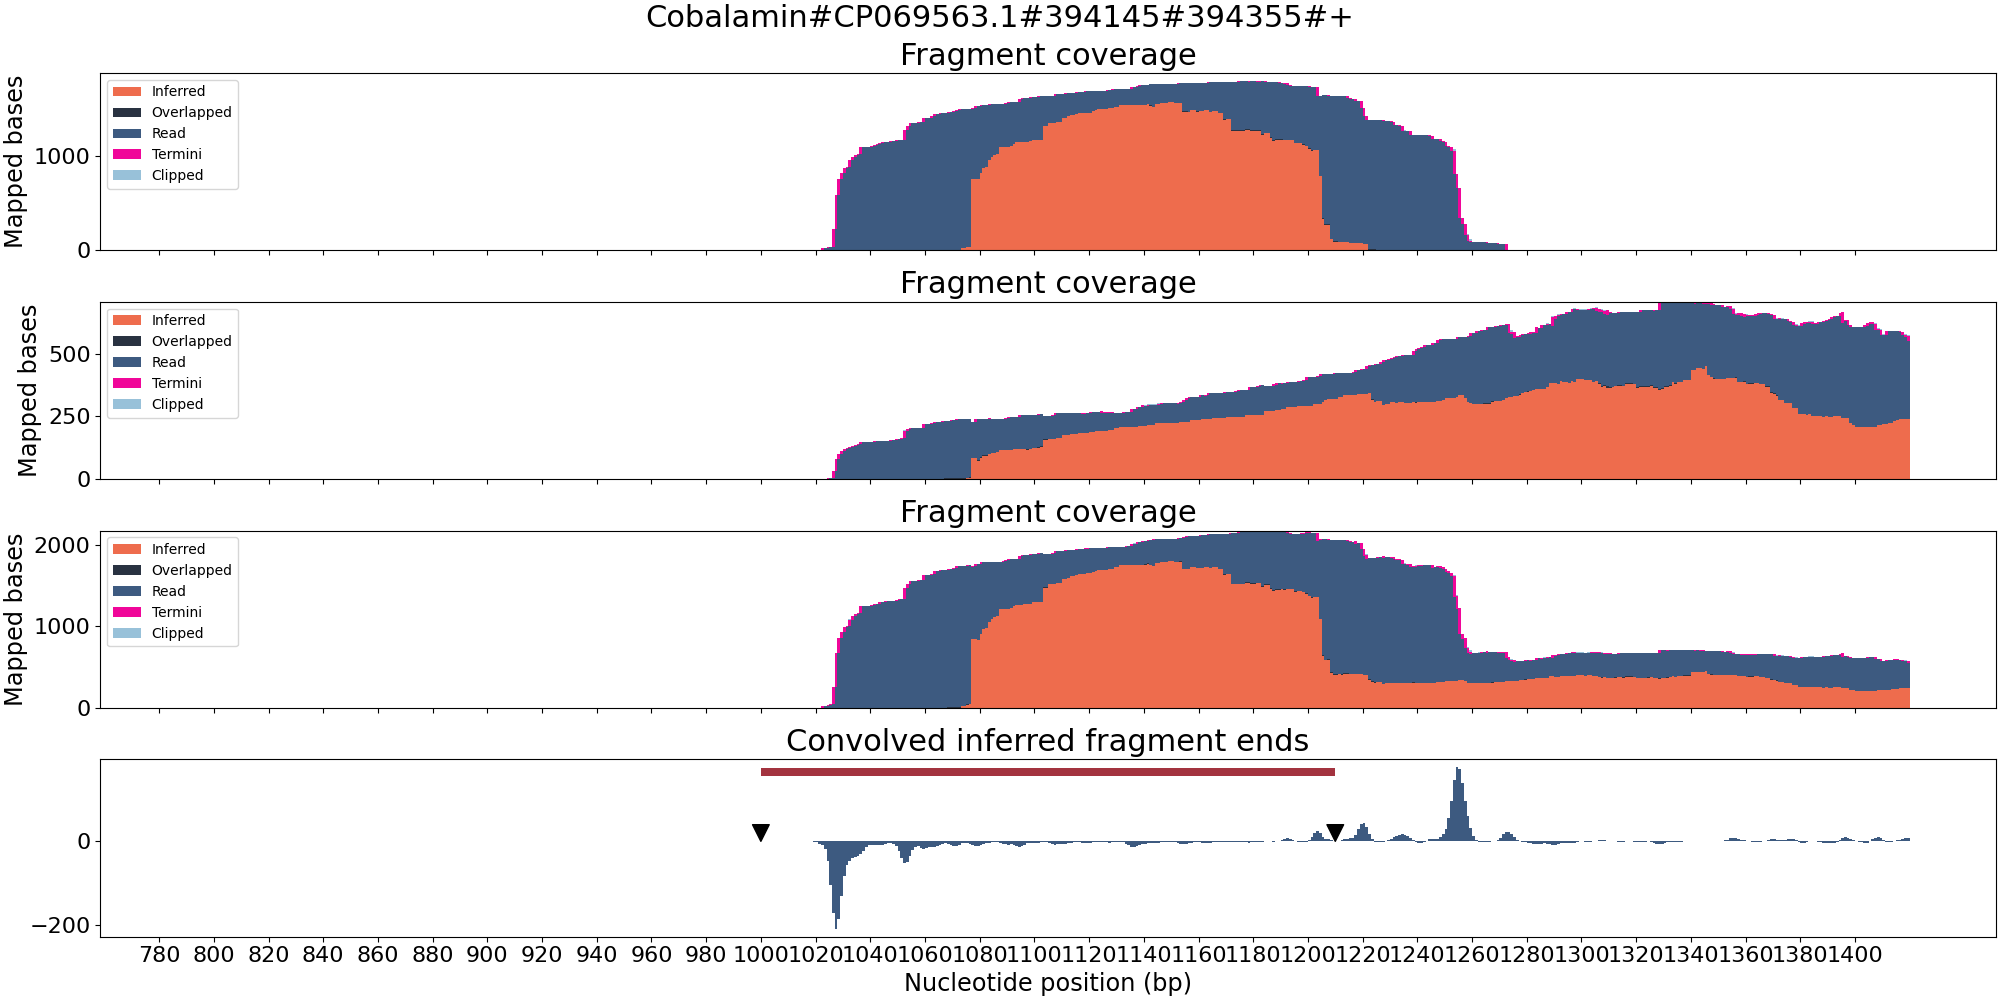 Cobalamin#CP069563.1#394145#394355#+
Fragment coverage
Mapped bases
1000
0
Inferred
Overlapped
Read
Termini
Clipped
Fragment coverage
Mapped bases
500
250
0
Inferred
Overlapped
Read
Termini
Clipped
Fragment coverage
Mapped bases
2000
1000
0
Inferred
Overlapped
Read
Termini
Clipped
Convolved inferred fragment ends
0
−200
780 800 820 840 860 880 900 920 940 960 980 1000 1020 1040 1060 1080 1100 1120 1140 1160 1180 1200 1220 1240 1260 1280 1300 1320 1340 1360 1380 1400
Nucleotide position (bp)